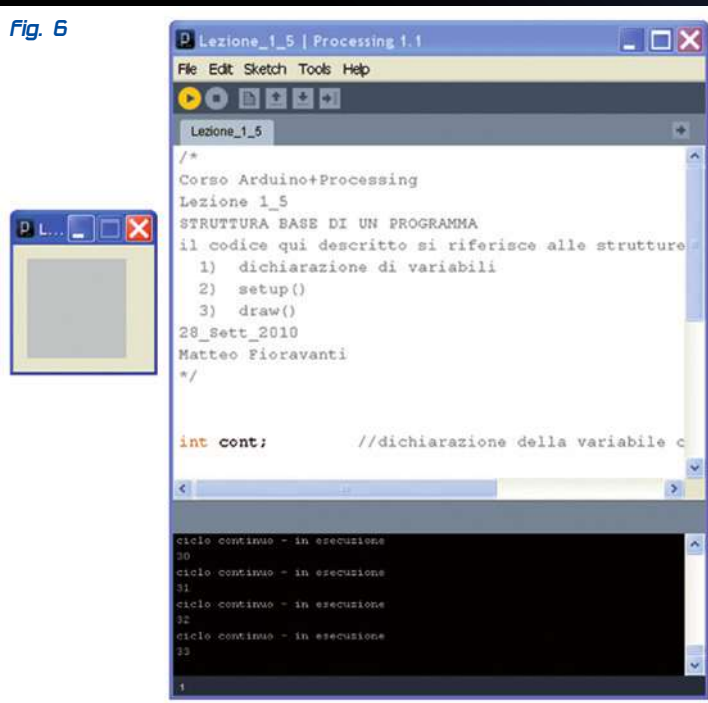 Fig. 6
Lezione_1_5 | Processing 1.1
File Edit Sketch Tools Help
Lezione_1_5
/*
Corso Arduino+Processing
Lezione 1_5
STRUTTURA BASE DI UN PROGRAMMA
il codice qui descritto si riferisce alle strutture
1) dichiarazione di variabili
2) setup()
3) draw()
28_Sett_2010
Matteo Fioravanti
*/
int cont; //dichiarazione della variabile c
L...
ciclo continuo - in esecuzione
30
ciclo continuo - in esecuzione
31
ciclo continuo - in esecuzione
32
ciclo continuo - in esecuzione
33
1